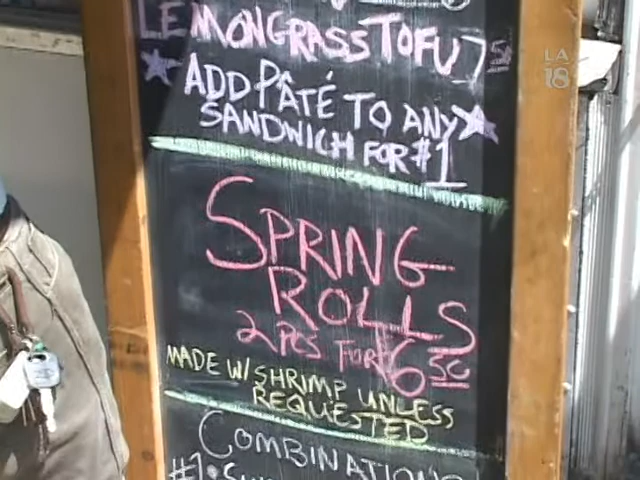 LEMONGRASS TOFU 7 50
ADD PÂTÉ TO ANY
SANDWICH FOR #1
SPRING
ROLLS
2 PCS FOR 6 50
MADE W/ SHRIMP UNLESS
REQUESTED
COMBINATIONS
#1.
LA
18